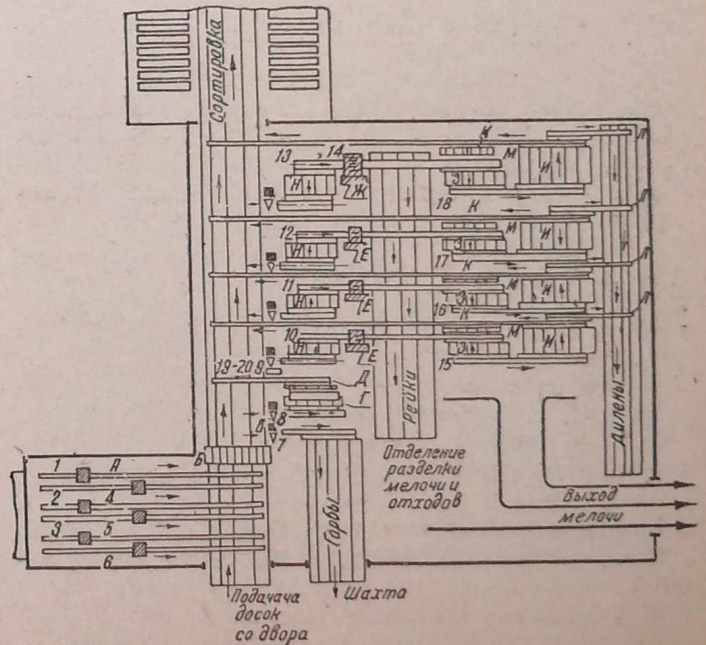 Сортировка
К
Л
13
14
М
Н
Ж
З
И
18
К
Л
12
М
Н
Е
З
И
17
К
Л
11
М
Н
Е
З
И
16
К
Л
10
М
Н
Е
З
И
15
19-20
9
Д
Г
8
В
7
Б
Рейки
Дилены
1
А
2
4
3
5
6
Горбы
Отделение
разделки
мелочи и
отходов
Выход
мелочи
Подачача
досок
со двора
Шахта